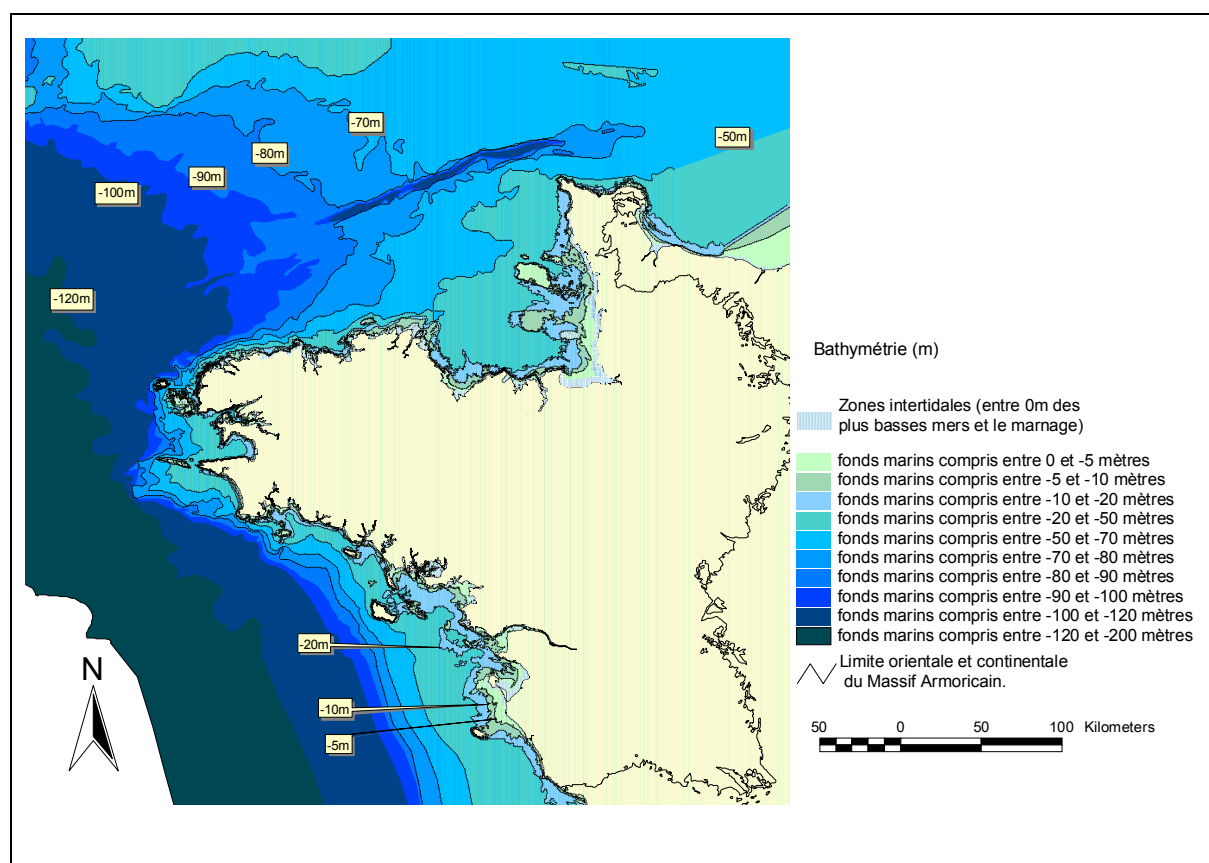 -70m
-50m
-80m
-90m
-100m
-120m
-20m
-10m
-5m
N
Bathymétrie (m)
Zones intertidales (entre 0m des
plus basses mers et le marnage)
fonds marins compris entre 0 et -5 mètres
fonds marins compris entre -5 et -10 mètres
fonds marins compris entre -10 et -20 mètres
fonds marins compris entre -20 et -50 mètres
fonds marins compris entre -50 et -70 mètres
fonds marins compris entre -70 et -80 mètres
fonds marins compris entre -80 et -90 mètres
fonds marins compris entre -90 et -100 mètres
fonds marins compris entre -100 et -120 mètres
fonds marins compris entre -120 et -200 mètres
Limite orientale et continentale
du Massif Armoricain.
50 0 50 100 Kilometers